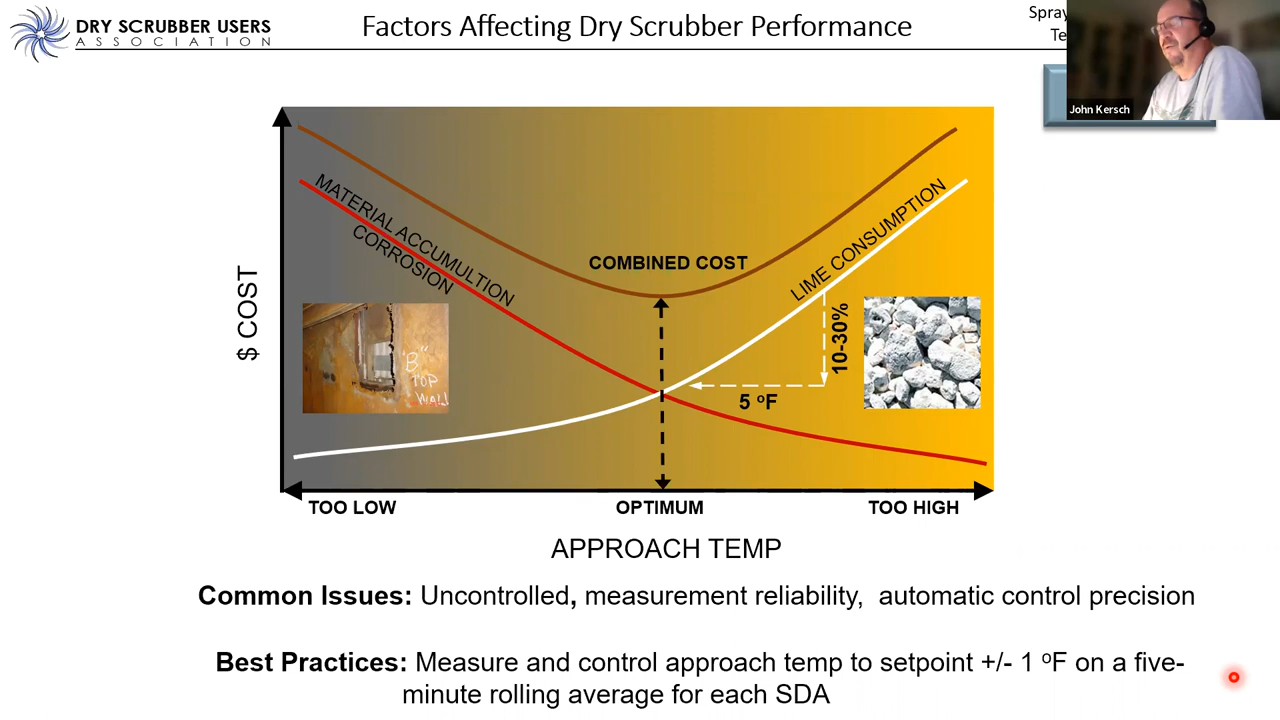 DRY SCRUBBER USERS
ASSOCIATION
Factors Affecting Dry Scrubber Performance
Spray
Te
John Kersch
$ COST
MATERIAL ACCUMULTION
CORROSION
COMBINED COST
LIME CONSUMPTION
10-30%
5 ºF
"B"
TOP
WALL
TOO LOW
OPTIMUM
TOO HIGH
APPROACH TEMP
Common Issues: Uncontrolled, measurement reliability, automatic control precision
Best Practices: Measure and control approach temp to setpoint +/- 1 ºF on a five-
minute rolling average for each SDA